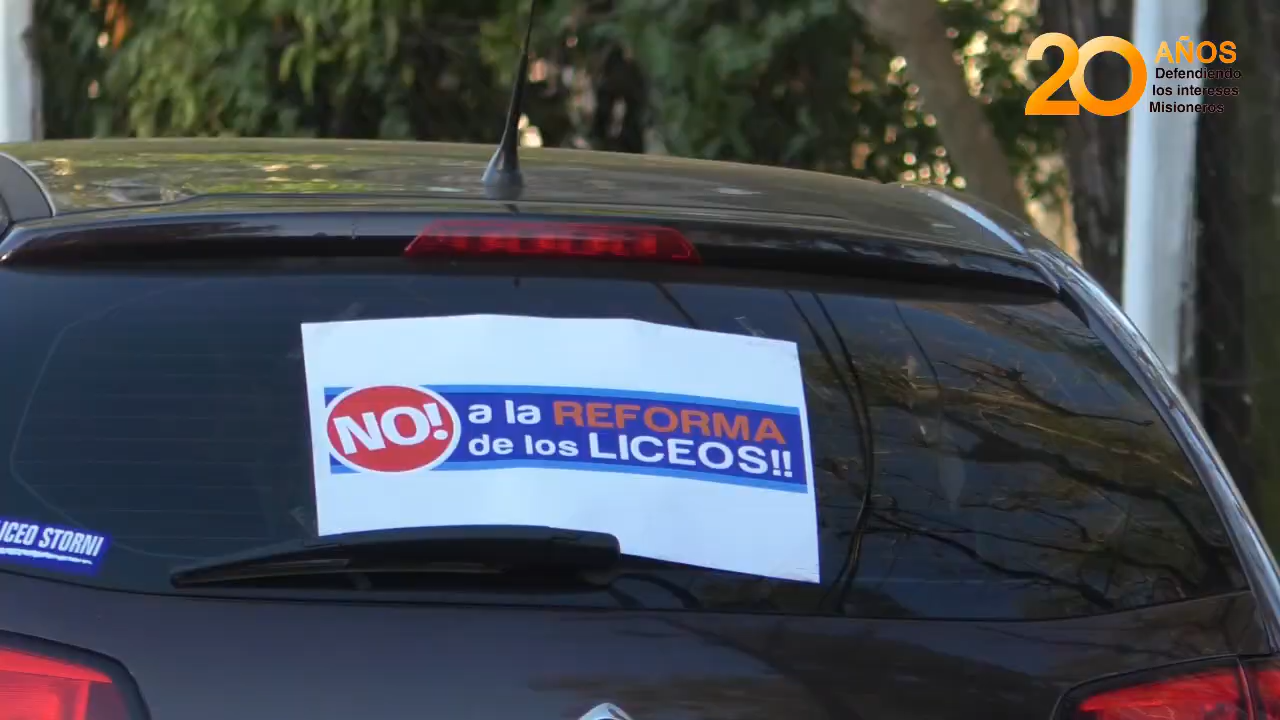 20 AÑOS
Defendiendo
los intereses
Misioneros
NO! a la REFORMA
de los LICEOS!!
LICEO STORNI